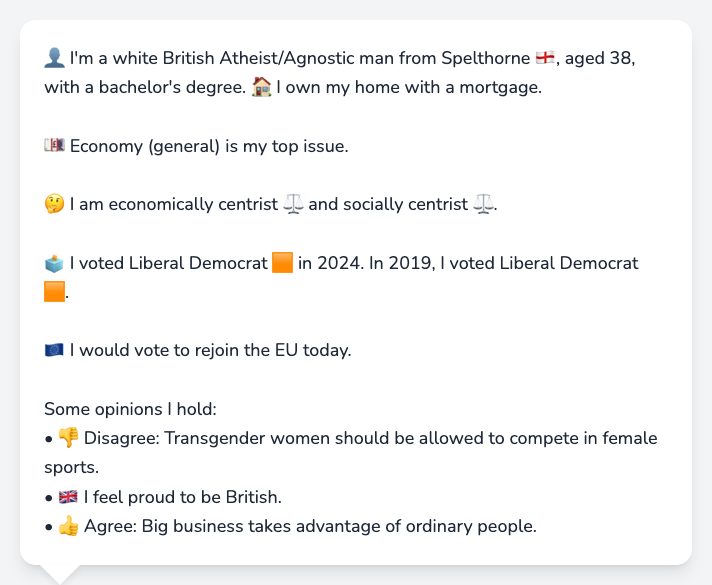 👤 I'm a white British Atheist/Agnostic man from Spelthorne 🏴󠁧󠁢󠁥󠁮󠁧󠁿, aged 38,
with a bachelor's degree. 🏠 I own my home with a mortgage.
💷 Economy (general) is my top issue.
🤔 I am economically centrist ⚖️ and socially centrist ⚖️.
🗳️ I voted Liberal Democrat 🟧 in 2024. In 2019, I voted Liberal Democrat
🟧.
🇪🇺 I would vote to rejoin the EU today.
Some opinions I hold:
• 👎 Disagree: Transgender women should be allowed to compete in female
sports.
• 🇬🇧 I feel proud to be British.
• 👍 Agree: Big business takes advantage of ordinary people.